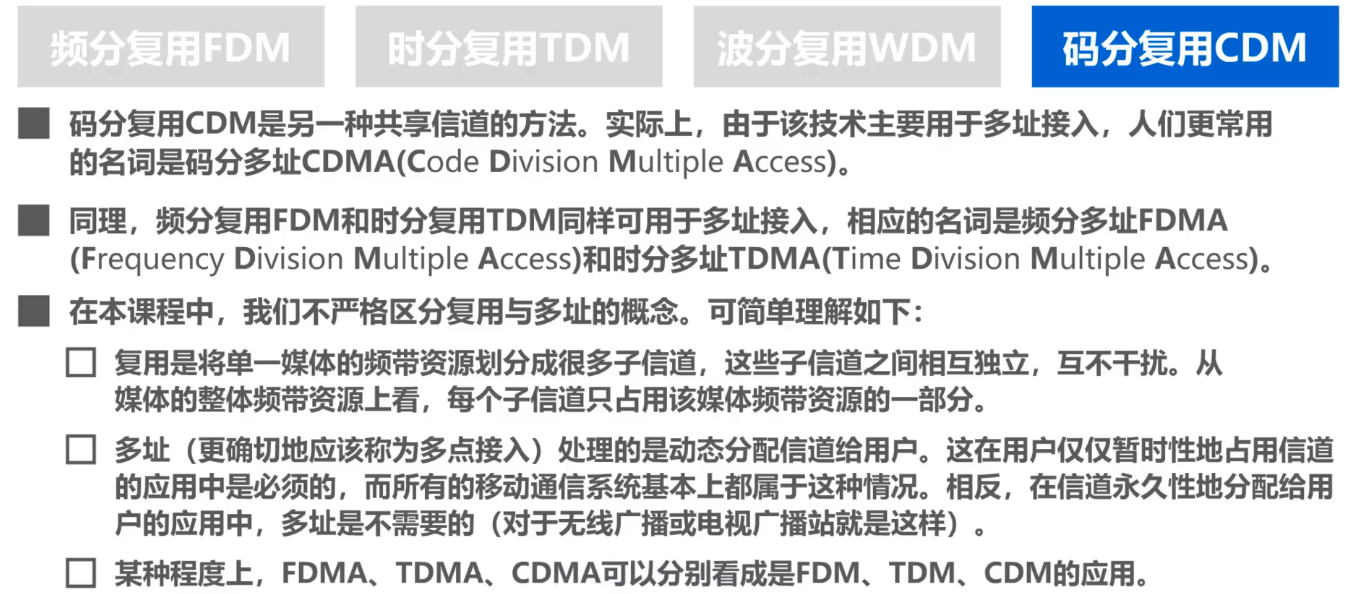 频分复用FDM
时分复用TDM
波分复用WDM
码分复用CDM
码分复用CDM是另一种共享信道的方法。实际上，由于该技术主要用于多址接入，人们更常用
的名词是码分多址CDMA(Code Division Multiple Access)。
同理，频分复用FDM和时分复用TDM同样可用于多址接入，相应的名词是频分多址FDMA
(Frequency Division Multiple Access)和时分多址TDMA(Time Division Multiple Access)。
在本课程中，我们不严格区分复用与多址的概念。可简单理解如下：
复用是将单一媒体的频带资源划分成很多子信道，这些子信道之间相互独立，互不干扰。从
媒体的整体频带资源上看，每个子信道只占用该媒体频带资源的一部分。
多址（更确切地应该称为多点接入）处理的是动态分配信道给用户。这在用户仅仅暂时性地占用信道
的应用中是必须的，而所有的移动通信系统基本上都属于这种情况。相反，在信道永久性地分配给用
户的应用中，多址是不需要的（对于无线广播或电视广播站就是这样）。
某种程度上，FDMA、TDMA、CDMA可以分别看成是FDM、TDM、CDM的应用。